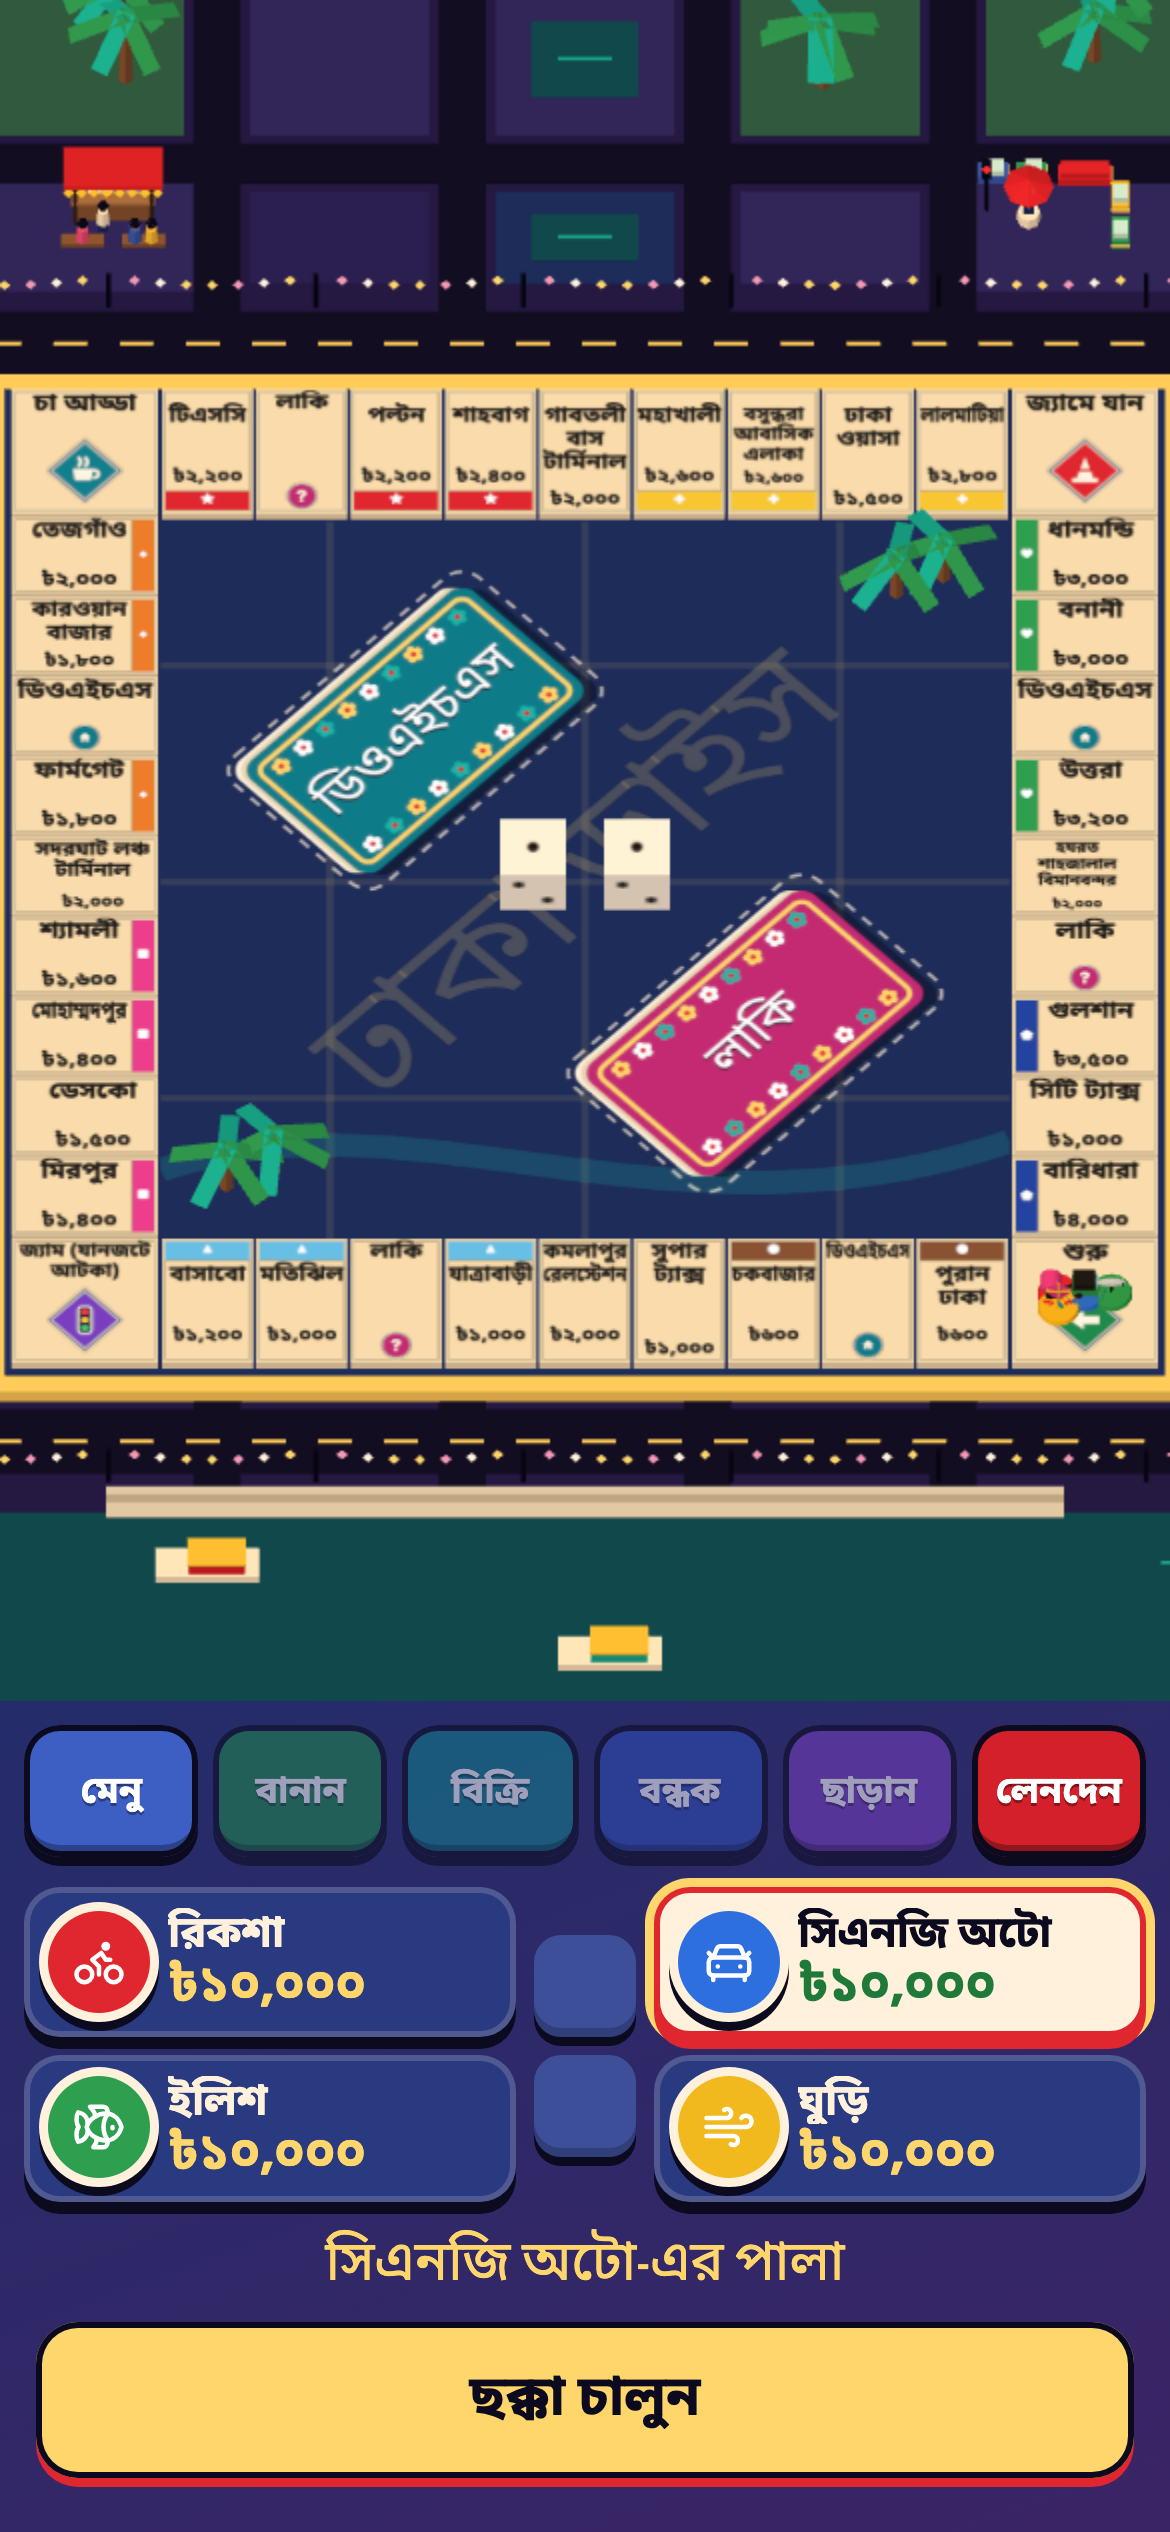 চা আড্ডা
টিএসসি
৳২,২০০
লাকি
?
পল্টন
৳২,২০০
শাহবাগ
৳২,৪০০
গাবতলী
বাস
টার্মিনাল
৳২,০০০
মহাখালী
৳২,৬০০
বসুন্ধরা
আবাসিক
এলাকা
৳২,৬০০
ঢাকা
ওয়াসা
৳১,৫০০
লালমাটিয়া
৳২,৮০০
জ্যামে যান
তেজগাঁও
৳২,০০০
কারওয়ান
বাজার
৳১,৮০০
ডিওএইচএস
ফার্মগেট
৳১,৮০০
সদরঘাট লঞ্চ
টার্মিনাল
৳২,০০০
শ্যামলী
৳১,৬০০
মোহাম্মদপুর
৳১,৪০০
ডেসকো
৳১,৫০০
মিরপুর
৳১,৪০০
ডিওএইচএস
ঢাকা নাইটস
লাকি
ধানমন্ডি
৳৩,০০০
বনানী
৳৩,০০০
ডিওএইচএস
উত্তরা
৳৩,২০০
হযরত
শাহজালাল
বিমানবন্দর
৳২,০০০
লাকি
?
গুলশান
৳৩,৫০০
সিটি ট্যাক্স
৳১,০০০
বারিধারা
৳৪,০০০
জ্যাম (যানজটে
আটকা)
বাসাবো
৳১,২০০
মতিঝিল
৳১,০০০
লাকি
?
যাত্রাবাড়ী
৳১,০০০
কমলাপুর
রেলস্টেশন
৳২,০০০
সুপার
ট্যাক্স
৳১,০০০
চকবাজার
৳৬০০
ডিওএইচএস
পুরান
ঢাকা
৳৬০০
শুরু
মেনু
বানান
বিক্রি
বন্ধক
ছাড়ান
লেনদেন
রিকশা
৳১০,০০০
সিএনজি অটো
৳১০,০০০
ইলিশ
৳১০,০০০
ঘুড়ি
৳১০,০০০
সিএনজি অটো-এর পালা
ছক্কা চালুন